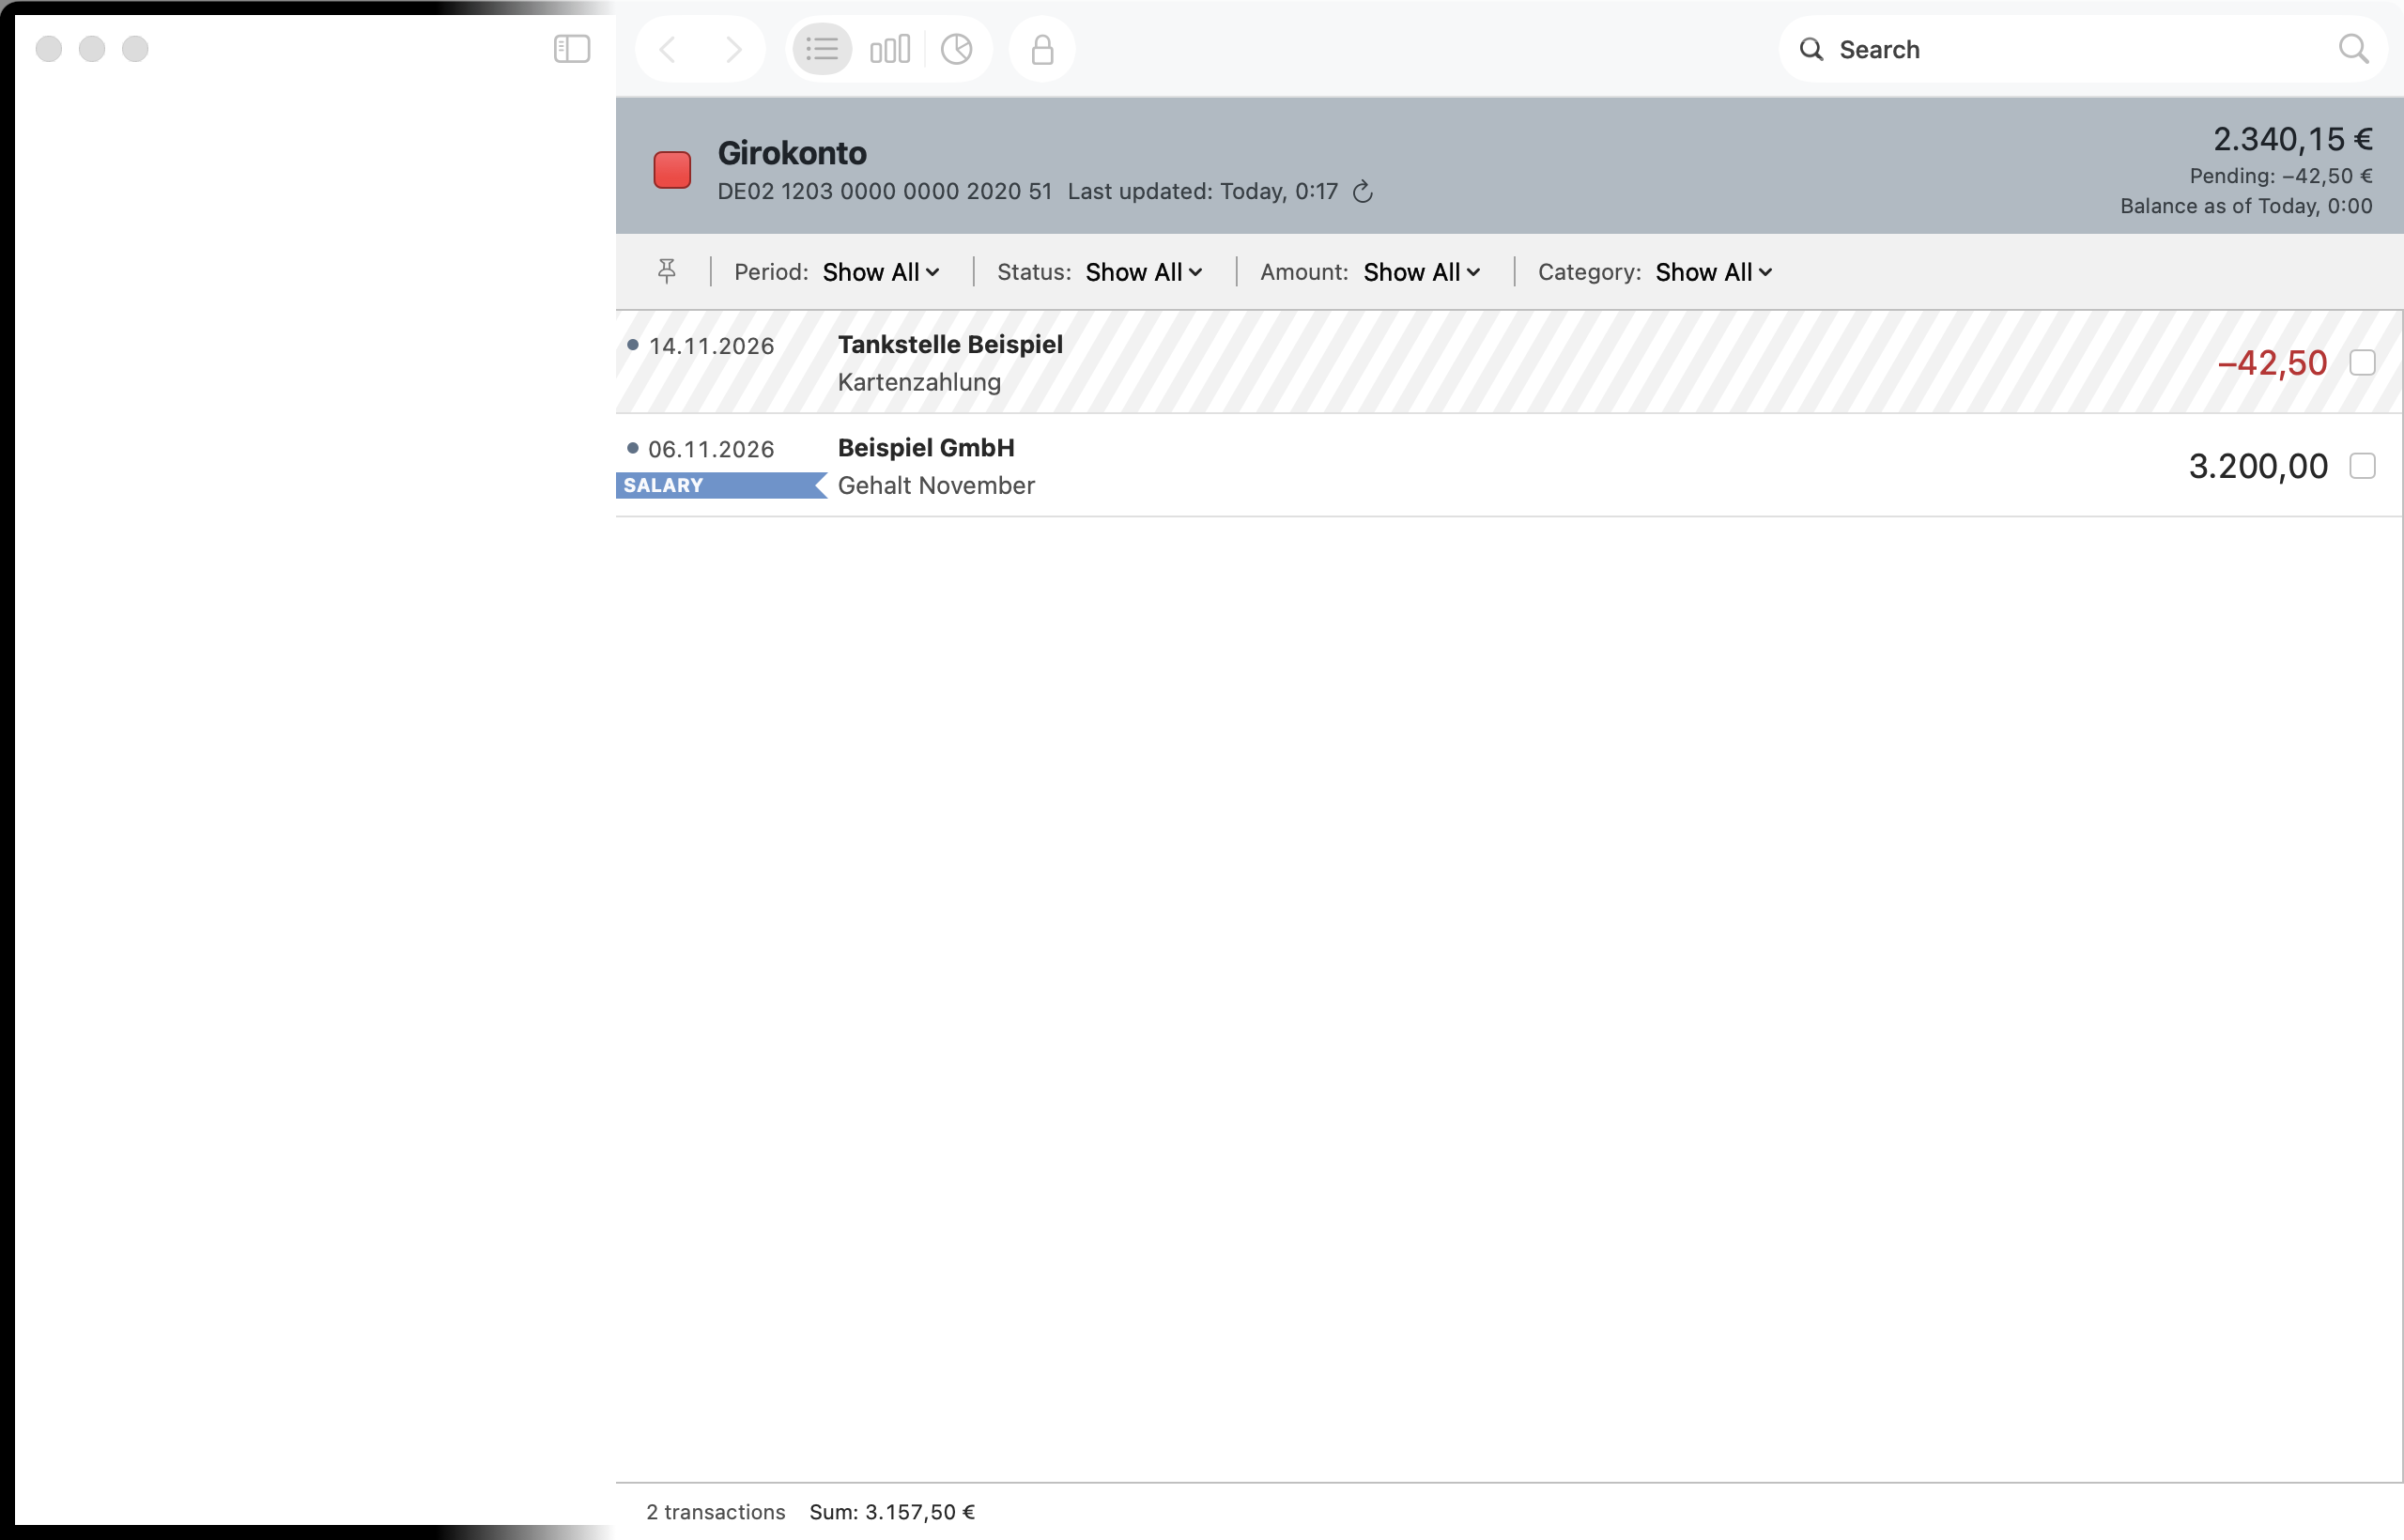 Search
Girokonto
2.340,15 €
DE02 1203 0000 0000 2020 51 Last updated: Today, 0:17
Pending: –42,50 €
Balance as of Today, 0:00
Period: Show All Status: Show All Amount: Show All Category: Show All
14.11.2026 Tankstelle Beispiel
Kartenzahlung
–42,50
06.11.2026 Beispiel GmbH
SALARY Gehalt November
3.200,00
2 transactions Sum: 3.157,50 €